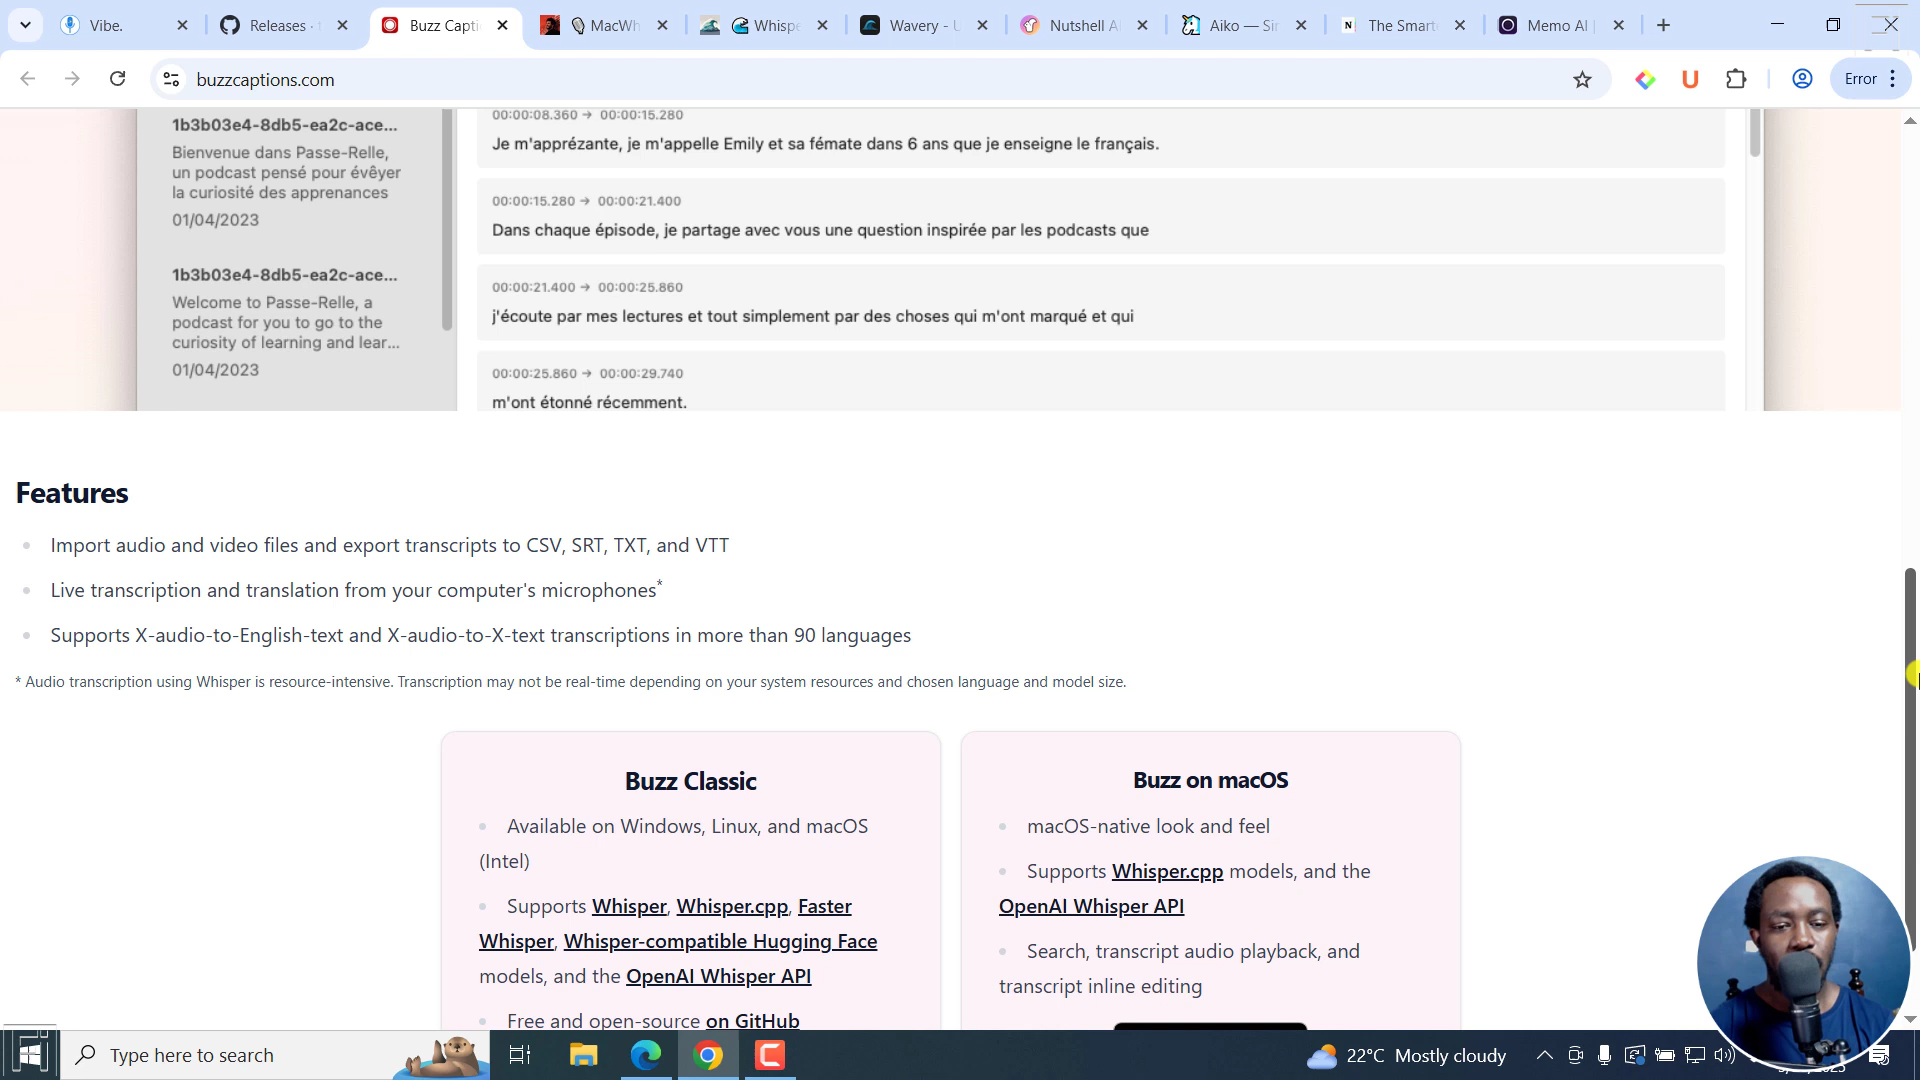 Vibe.
Releases ·
Buzz Capti
MacWh
Whispe
Wavery - U
Nutshell A
Aiko — Sir
The Smart
Memo AI |
buzzcaptions.com
Error
1b3b03e4-8db5-ea2c-ace...
Bienvenue dans Passe-Relle,
un podcast pensé pour évêyer
la curiosité des apprenances
01/04/2023
1b3b03e4-8db5-ea2c-ace...
Welcome to Passe-Relle, a
podcast for you to go to the
curiosity of learning and lear...
01/04/2023
00:00:08.360 → 00:00:15.280
Je m'apprézante, je m'appelle Emily et sa fémate dans 6 ans que je enseigne le français.
00:00:15.280 → 00:00:21.400
Dans chaque épisode, je partage avec vous une question inspirée par les podcasts que
00:00:21.400 → 00:00:25.860
j'écoute par mes lectures et tout simplement par des choses qui m'ont marqué et qui
00:00:25.860 → 00:00:29.740
m'ont étonné récemment.
Features
Import audio and video files and export transcripts to CSV, SRT, TXT, and VTT
Live transcription and translation from your computer's microphones*
Supports X-audio-to-English-text and X-audio-to-X-text transcriptions in more than 90 languages
* Audio transcription using Whisper is resource-intensive. Transcription may not be real-time depending on your system resources and chosen language and model size.
Buzz Classic
Available on Windows, Linux, and macOS
(Intel)
Supports Whisper, Whisper.cpp, Faster
Whisper, Whisper-compatible Hugging Face
models, and the OpenAI Whisper API
Free and open-source on GitHub
Buzz on macOS
macOS-native look and feel
Supports Whisper.cpp models, and the
OpenAI Whisper API
Search, transcript audio playback, and
transcript inline editing
Type here to search
22°C Mostly cloudy